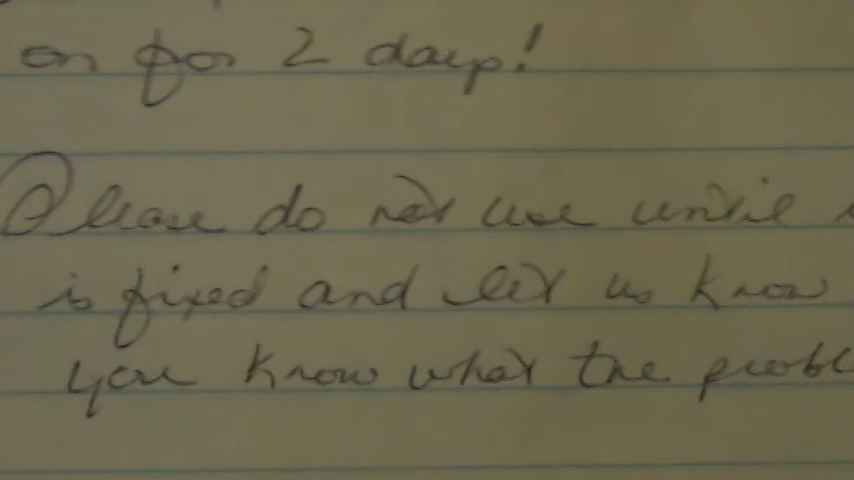 on for 2 days!
Please do not use until
is fixed and let us know
you know what the probl